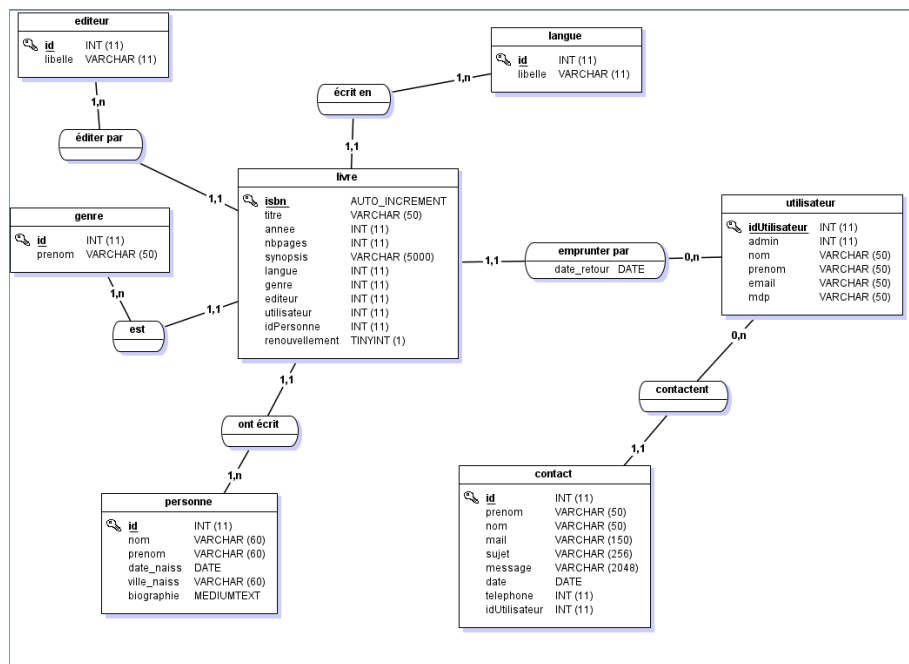 editeur
id INT (11)
libelle VARCHAR (11)
langue
id INT (11)
libelle VARCHAR (11)
1,n
1,n
écrit en
éditer par
1,1
1,1
livre
isbn AUTO_INCREMENT
titre VARCHAR (50)
annee INT (11)
nbpages INT (11)
synopsis VARCHAR (5000)
langue INT (11)
genre INT (11)
editeur INT (11)
utilisateur INT (11)
idPersonne INT (11)
renouvellement TINYINT (1)
genre
id INT (11)
prenom VARCHAR (50)
1,n
1,1
est
1,1
emprunter par
date_retour DATE
0,n
utilisateur
idUtilisateur INT (11)
admin INT (11)
nom VARCHAR (50)
prenom VARCHAR (50)
email VARCHAR (50)
mdp VARCHAR (50)
0,n
contactent
1,1
1,1
ont écrit
1,n
personne
id INT (11)
nom VARCHAR (60)
prenom VARCHAR (60)
date_naiss DATE
ville_naiss VARCHAR (60)
biographie MEDIUMTEXT
contact
id INT (11)
prenom VARCHAR (50)
nom VARCHAR (50)
mail VARCHAR (150)
sujet VARCHAR (256)
message VARCHAR (2048)
date DATE
telephone INT (11)
idUtilisateur INT (11)